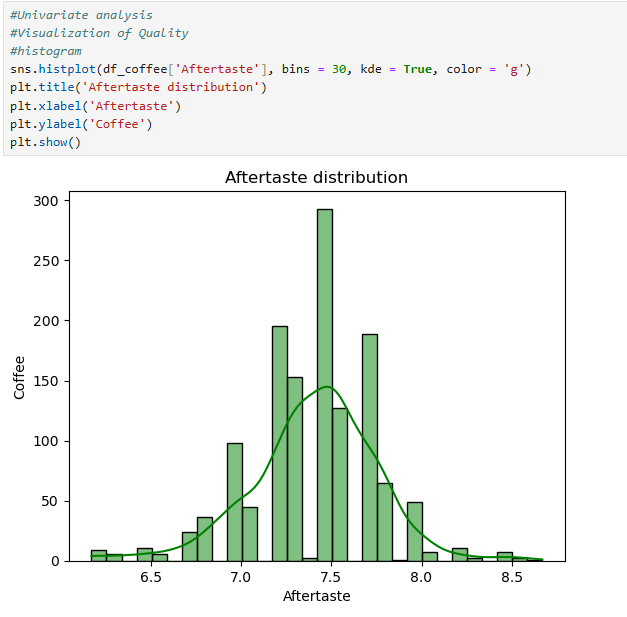 #Univariate analysis
#Visualization of Quality
#histogram
sns.histplot(df_coffee['Aftertaste'], bins = 30, kde = True, color = 'g')
plt.title('Aftertaste distribution')
plt.xlabel('Aftertaste')
plt.ylabel('Coffee')
plt.show()
Aftertaste distribution
300
250
200
150
100
50
0
Coffee
6.5 7.0 7.5 8.0 8.5
Aftertaste